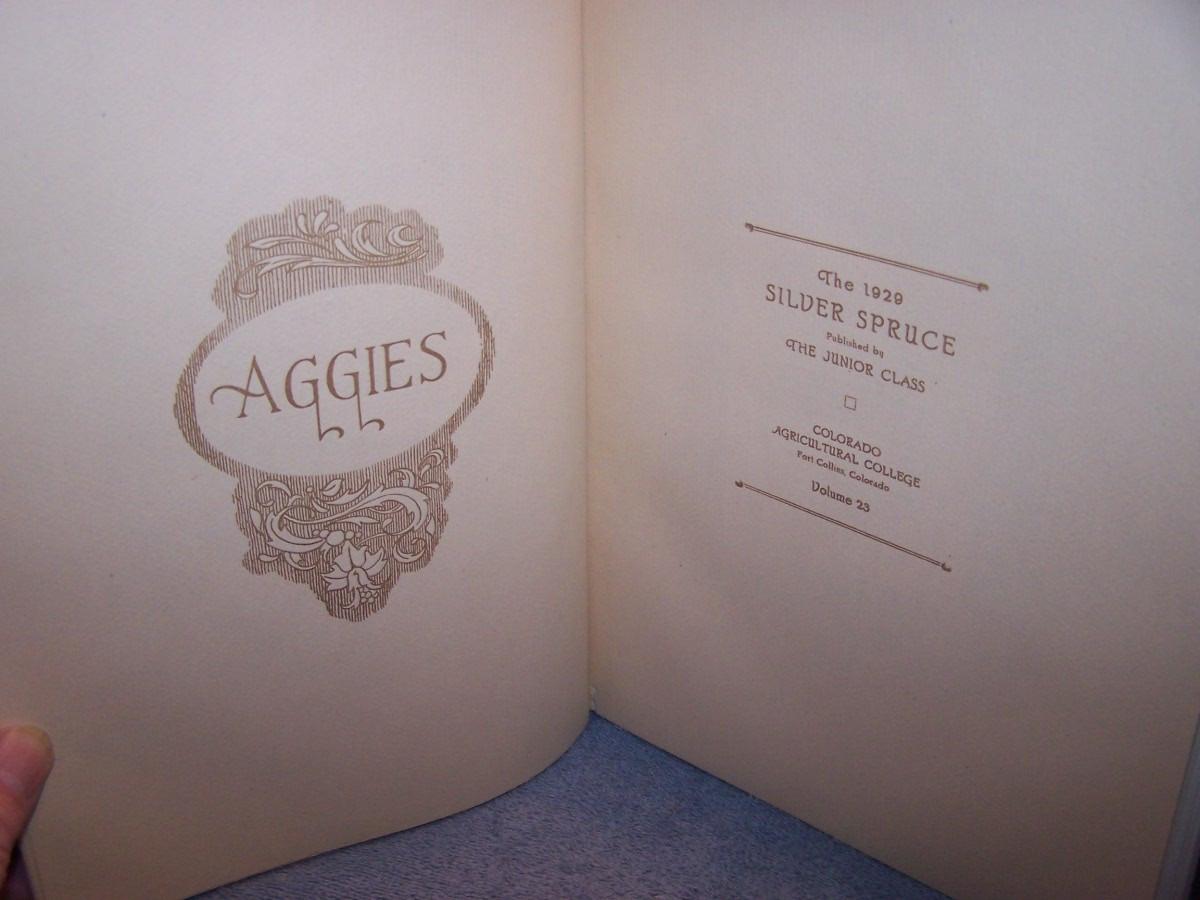 AGGIES
The 1929
SILVER SPRUCE
Published by
THE JUNIOR CLASS
COLORADO
AGRICULTURAL COLLEGE
Fort Collins, Colorado
Volume 23